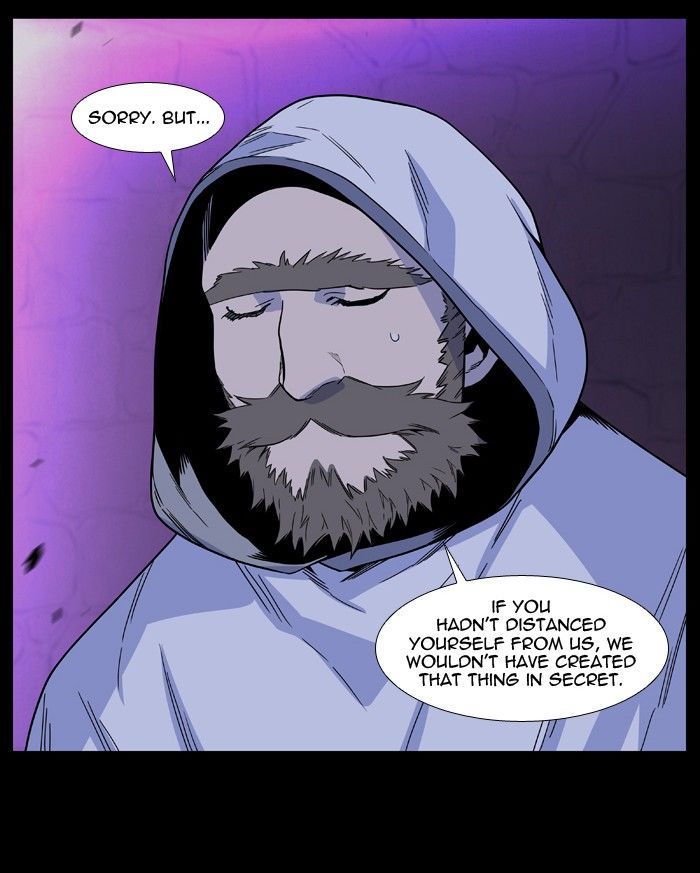 SORRY. BUT...
IF YOU
HADN'T DISTANCED
YOURSELF FROM US, WE
WOULDN'T HAVE CREATED
THAT THING IN SECRET.